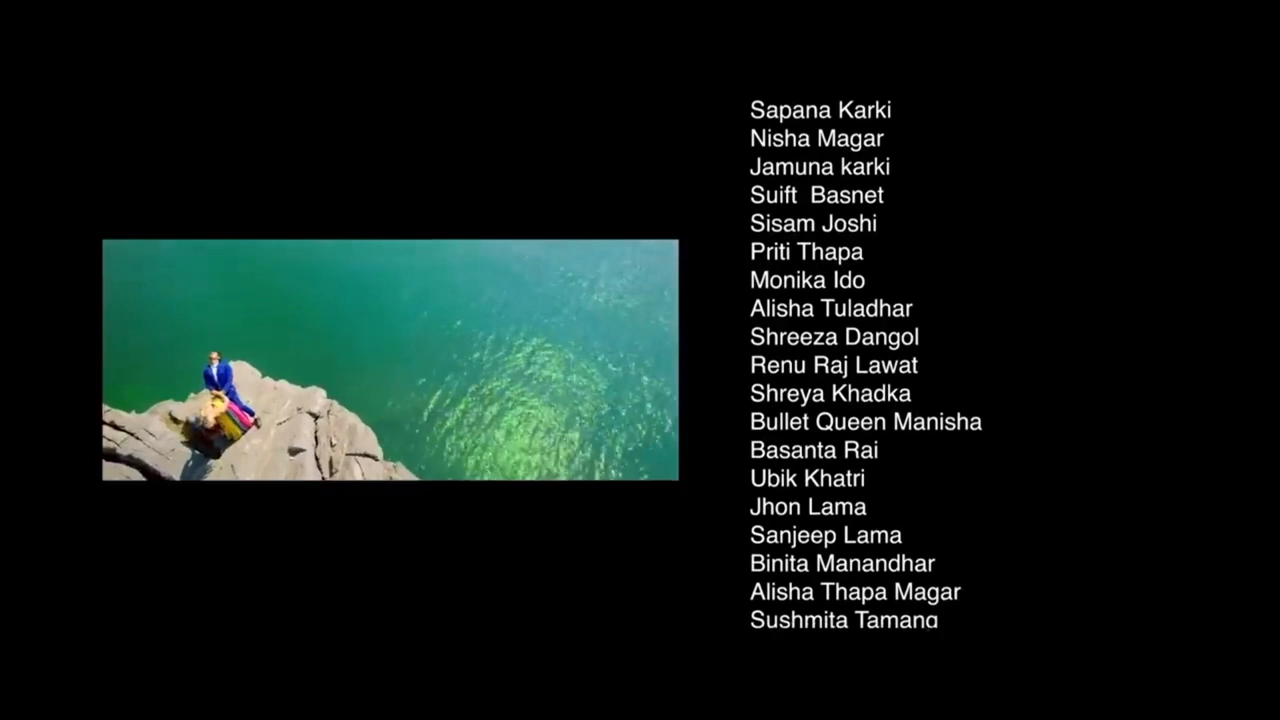 Sapana Karki
Nisha Magar
Jamuna karki
Suift  Basnet
Sisam Joshi
Priti Thapa
Monika Ido
Alisha Tuladhar
Shreeza Dangol
Renu Raj Lawat
Shreya Khadka
Bullet Queen Manisha
Basanta Rai
Ubik Khatri
Jhon Lama
Sanjeep Lama
Binita Manandhar
Alisha Thapa Magar
Sushmita Tamang